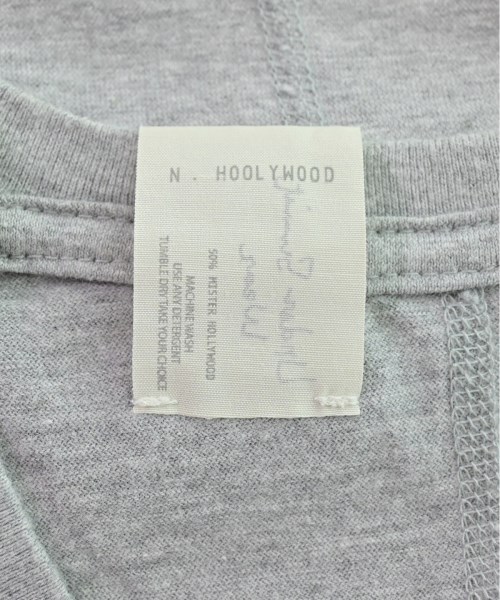 N. HOOLYWOOD
50% MISTER HOLLYWOOD
MACHINE WASH
USE ANY DETERGENT
TUMBLE DRY TAKE YOUR CHOICE